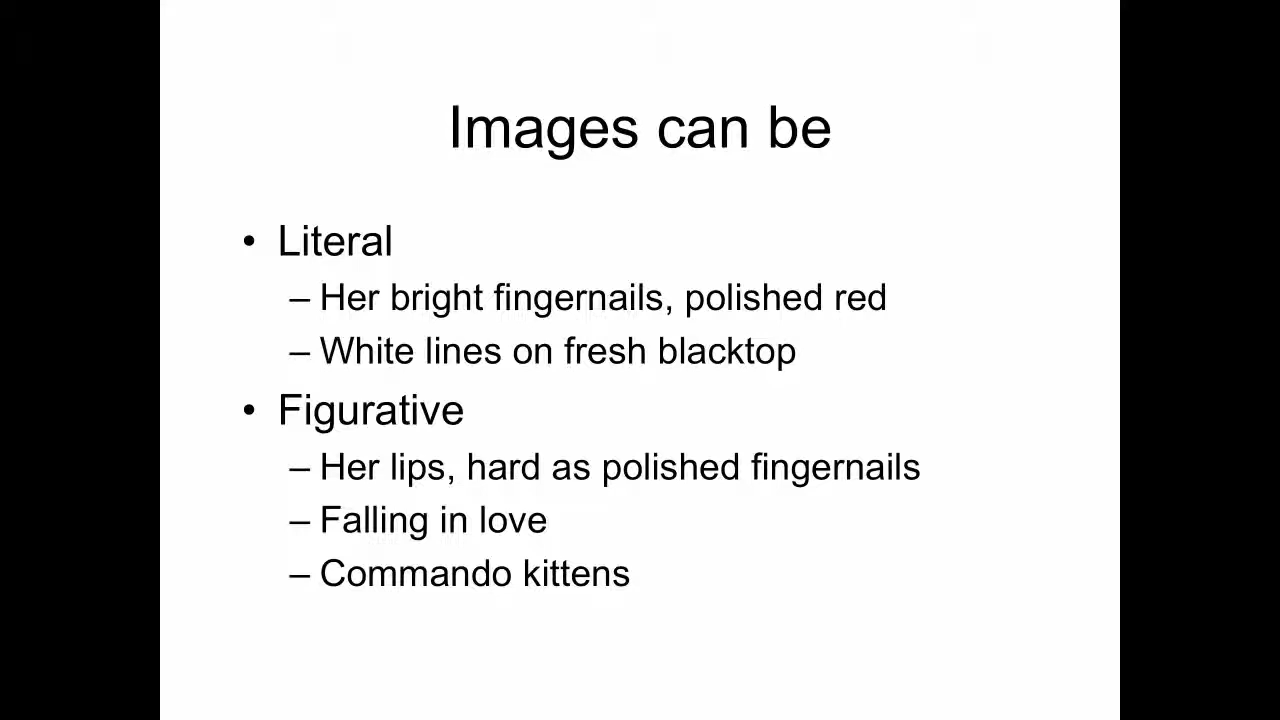 Images can be
• Literal
– Her bright fingernails, polished red
– White lines on fresh blacktop
• Figurative
– Her lips, hard as polished fingernails
– Falling in love
– Commando kittens